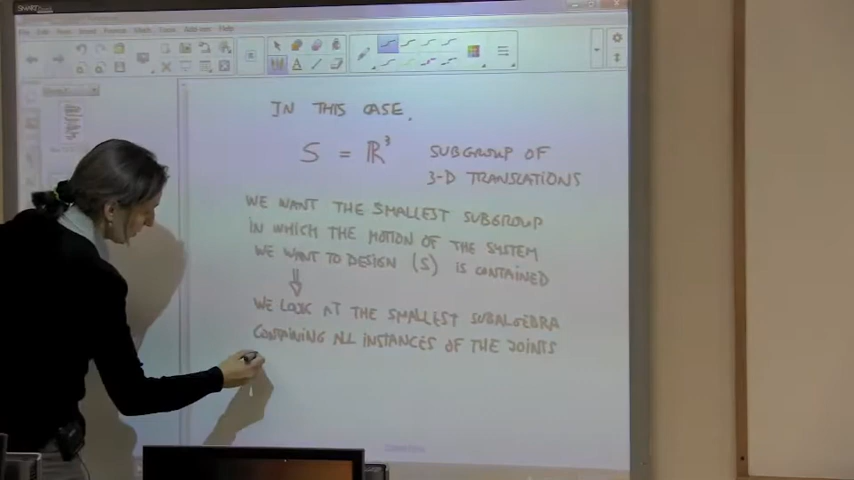 IN THIS CASE,
S = ℝ³ SUBGROUP OF
3-D TRANSLATIONS
WE WANT THE SMALLEST SUBGROUP
IN WHICH THE MOTION OF THE SYSTEM
WE WANT TO DESIGN (S) IS CONTAINED
⇓
WE LOOK AT THE SMALLEST SUBALGEBRA
CONTAINING ALL INSTANCES OF THE JOINTS